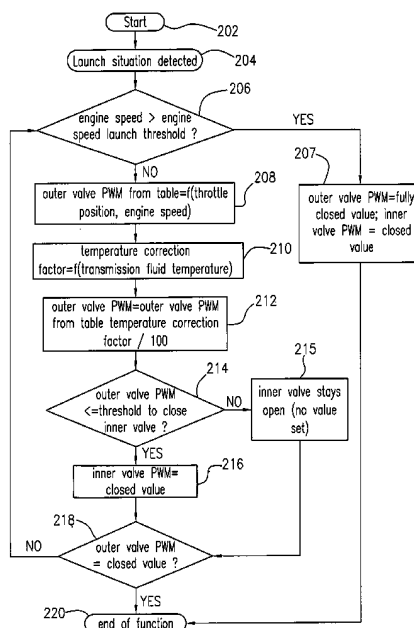 Start
202
Launch situation detected
204
206
engine speed > engine
speed launch threshold ?
YES
NO
207
outer valve PWM=fully
closed value; inner
valve PWM = closed
value
208
outer valve PWM from table=f(throttle
position, engine speed)
temperature correction
factor=f(transmission fluid temperature)
210
outer valve PWM=outer valve PWM
from table temperature correction
factor / 100
212
214
outer valve PWM
<=threshold to close
inner valve ?
NO
215
inner valve stays
open (no value
set)
YES
inner valve PWM=
closed value
216
218
NO
outer valve PWM
= closed value ?
YES
220
end of function